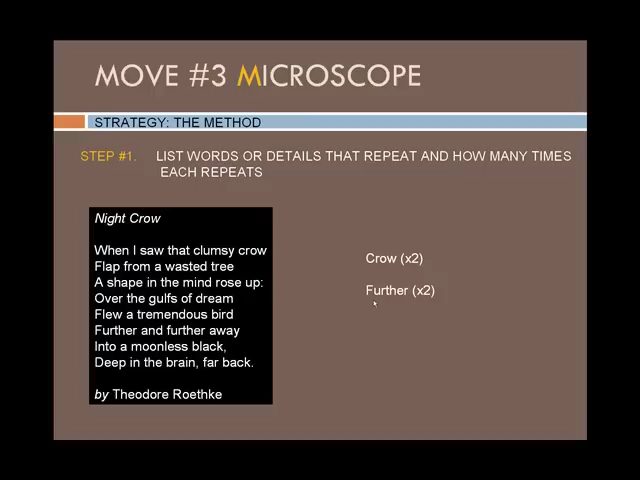 MOVE #3 MICROSCOPE
STRATEGY: THE METHOD
STEP #1. LIST WORDS OR DETAILS THAT REPEAT AND HOW MANY TIMES
EACH REPEATS
Night Crow
When I saw that clumsy crow
Flap from a wasted tree
A shape in the mind rose up:
Over the gulfs of dream
Flew a tremendous bird
Further and further away
Into a moonless black,
Deep in the brain, far back.
by Theodore Roethke
Crow (x2)
Further (x2)